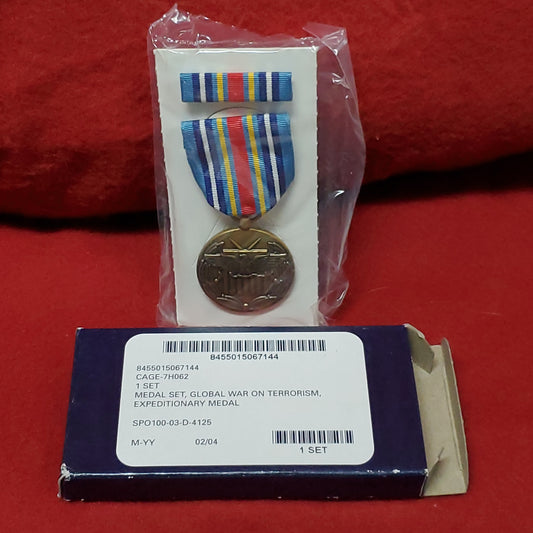 8455015067144
8455015067144
CAGE-7H062
1 SET
MEDAL SET, GLOBAL WAR ON TERRORISM,
EXPEDITIONARY MEDAL
SPO100-03-D-4125
M-YY 02/04
1 SET